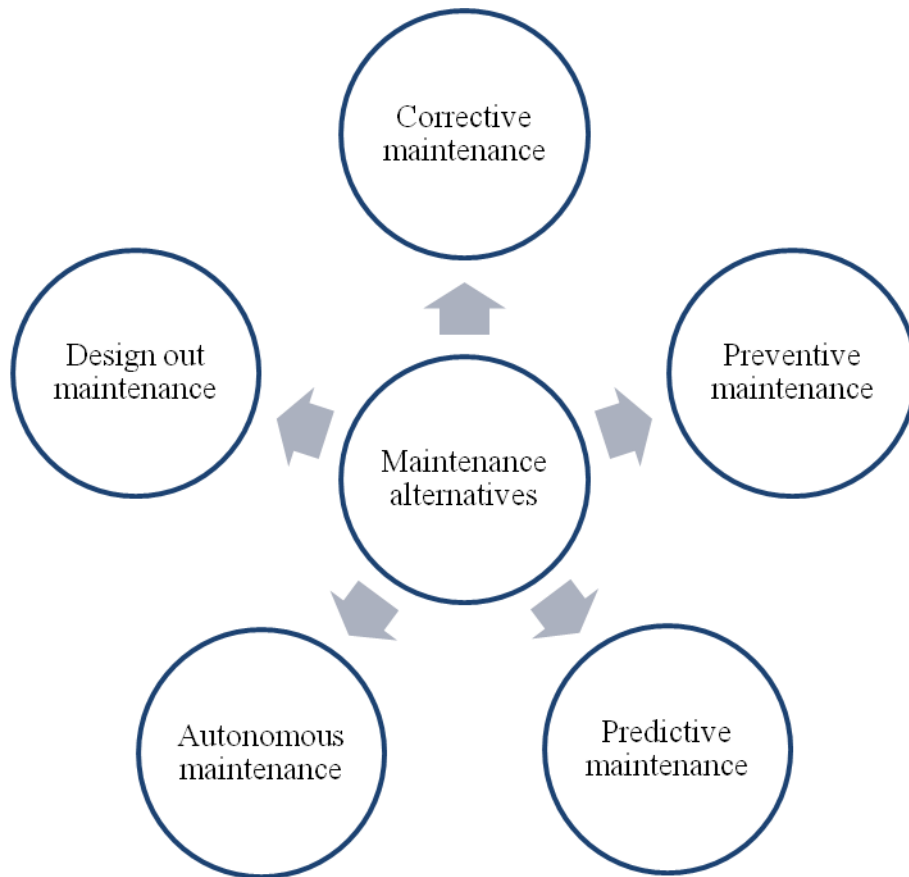 Corrective
maintenance
Design out
maintenance
Preventive
maintenance
Maintenance
alternatives
Autonomous
maintenance
Predictive
maintenance